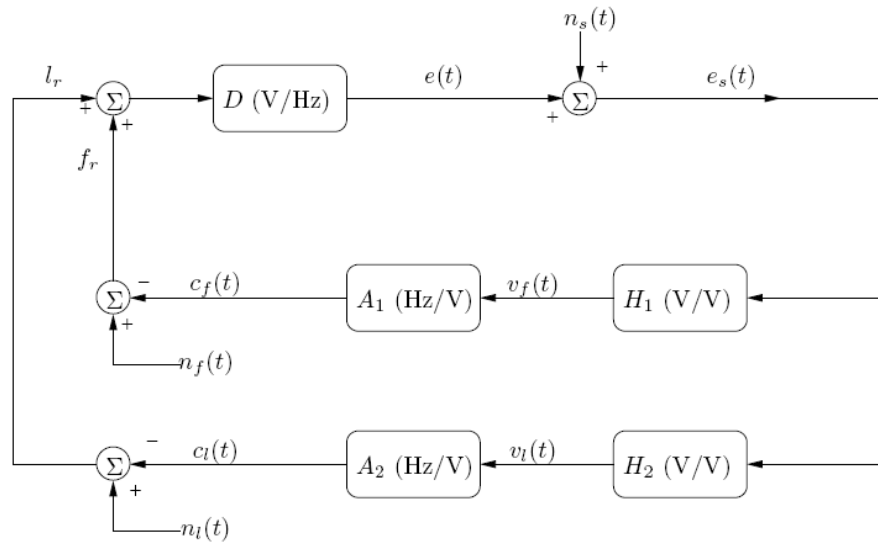 n_s(t)
l_r e(t) + e_s(t)
Σ D (V/Hz) Σ
+ + +
f_r
− c_f(t) A_1 (Hz/V) v_f(t) H_1 (V/V)
Σ
+
n_f(t)
− c_l(t) A_2 (Hz/V) v_l(t) H_2 (V/V)
Σ
+
n_l(t)